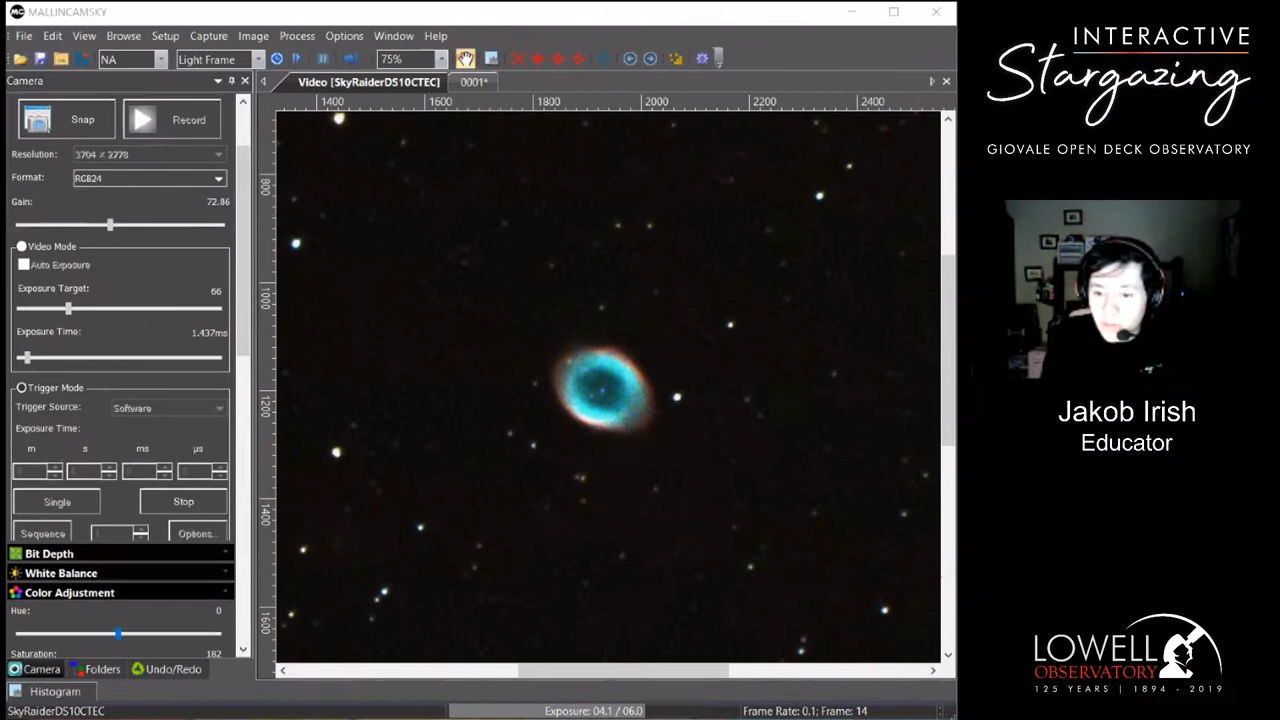 MALLINCAMSKY
File Edit View Browse Setup Capture Image Process Options Window Help
NA Light Frame 75%
Camera
Video [SkyRaiderDS10CTEC] 0001*
1400 1600 1800 2000 2200 2400
Snap Record
Resolution: 3704 × 2778
Format: RGB24
Gain: 72.86
Video Mode
Auto Exposure
Exposure Target: 66
Exposure Time: 1.437ms
Trigger Mode
Trigger Source: Software
Exposure Time:
m s ms µs
Single Stop
Sequence Options...
Bit Depth
White Balance
Color Adjustment
Hue: 0
Saturation: 182
Camera Folders Undo/Redo
Histogram
SkyRaiderDS10CTEC Exposure: 04.1 / 06.0 Frame Rate: 0.1; Frame: 14
800
1000
1200
1400
1600
INTERACTIVE
Stargazing
GIOVALE OPEN DECK OBSERVATORY
Jakob Irish
Educator
LOWELL
OBSERVATORY
125 YEARS | 1894 - 2019